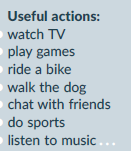 Useful actions:
watch TV
play games
ride a bike
walk the dog
chat with friends
do sports
listen to music ...